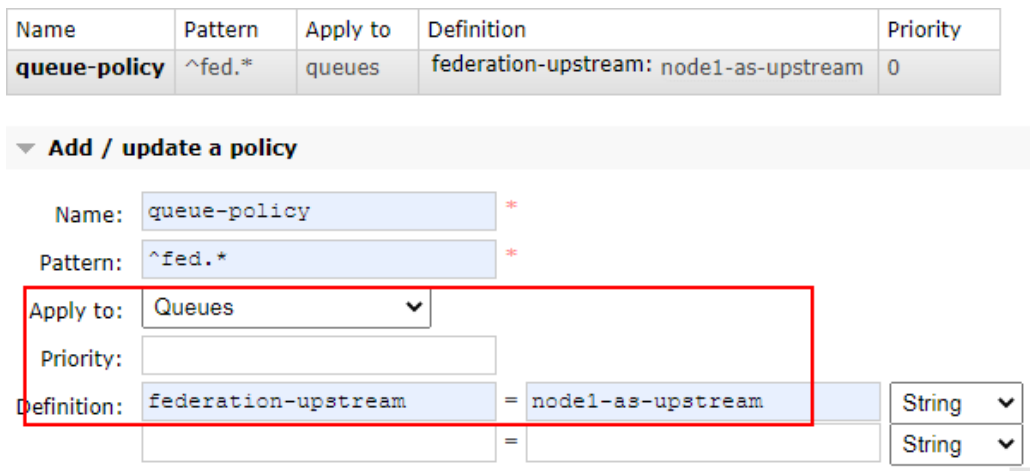 Name Pattern Apply to Definition Priority
queue-policy ^fed.* queues federation-upstream: node1-as-upstream 0
Add / update a policy
Name: queue-policy *
Pattern: ^fed.* *
Apply to: Queues
Priority:
Definition: federation-upstream = node1-as-upstream String
= String